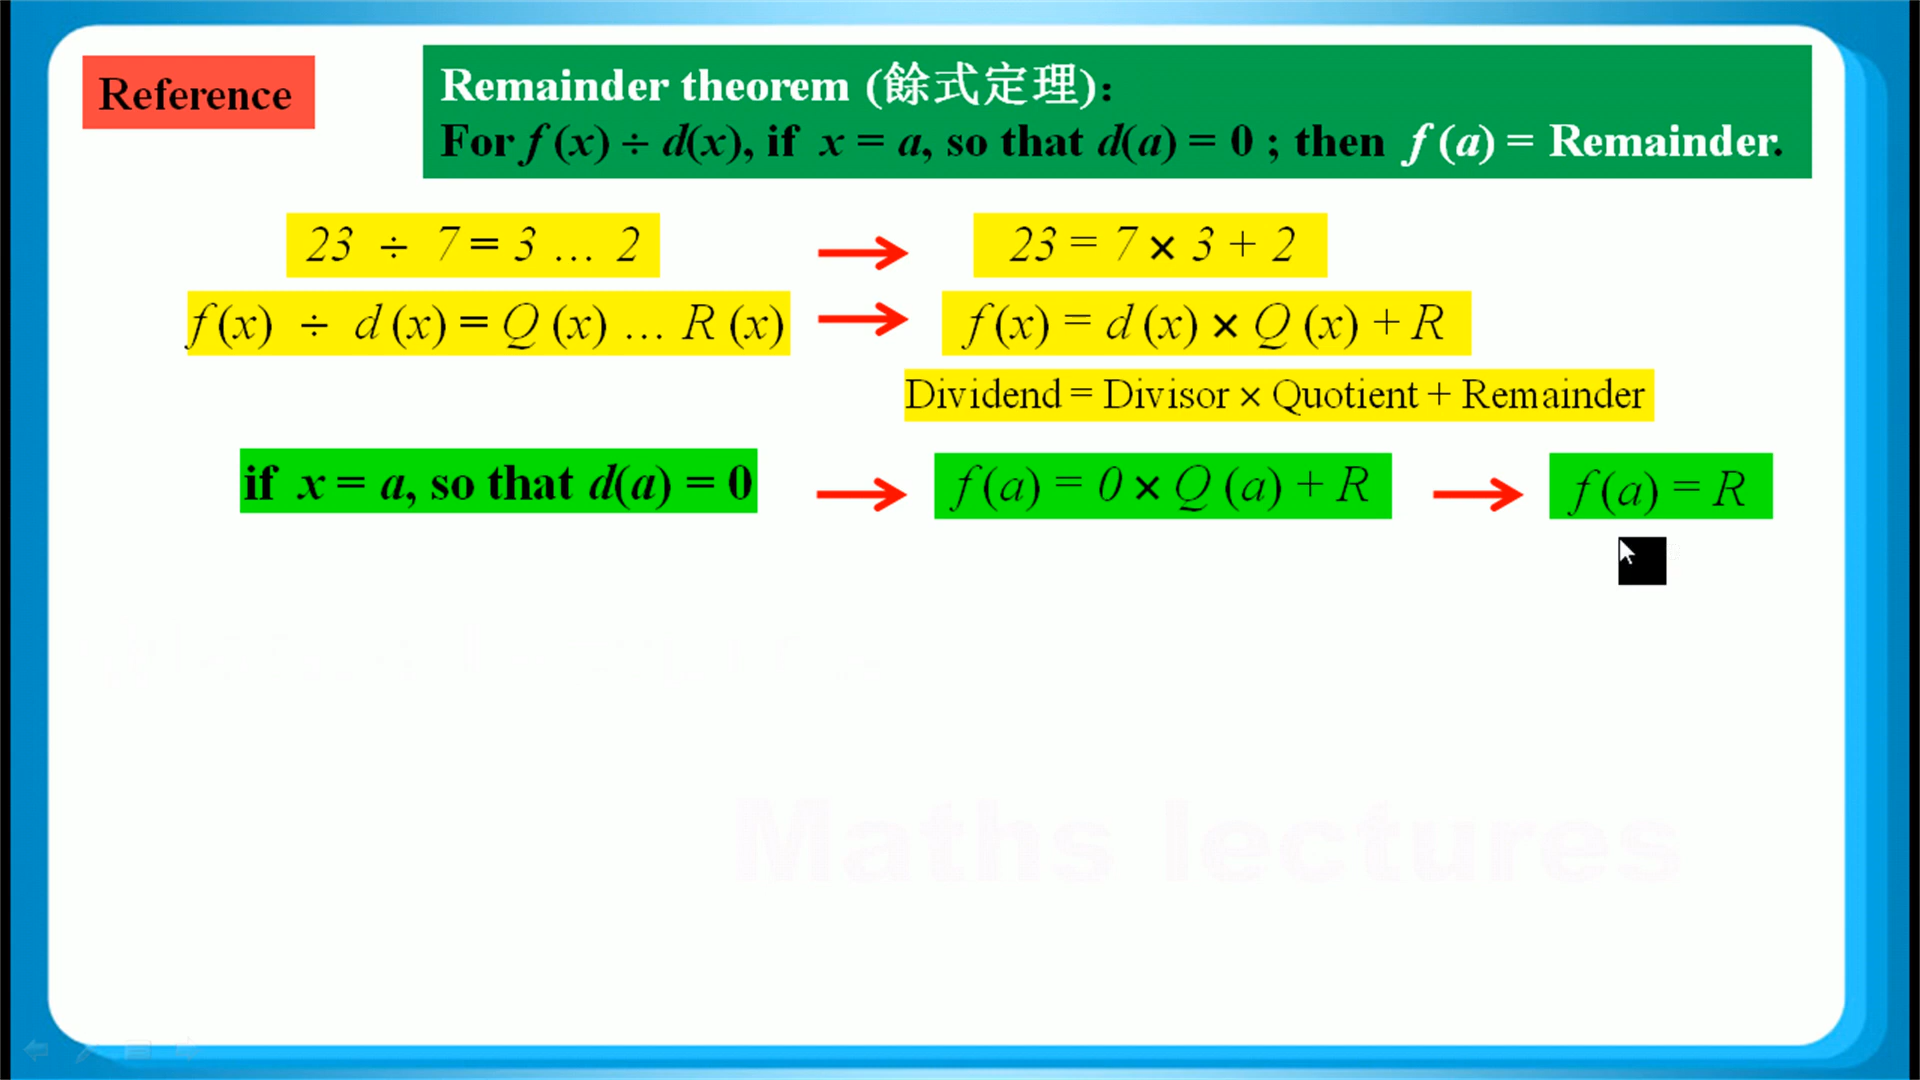 Reference
Remainder theorem (餘式定理):
For f (x) ÷ d(x), if x = a, so that d(a) = 0 ; then f (a) = Remainder.
23 ÷ 7 = 3 ... 2
23 = 7 × 3 + 2
f (x) ÷ d (x) = Q (x) ... R (x)
f (x) = d (x) × Q (x) + R
Dividend = Divisor × Quotient + Remainder
if x = a, so that d(a) = 0
f (a) = 0 × Q (a) + R
f (a) = R
Maths lectures